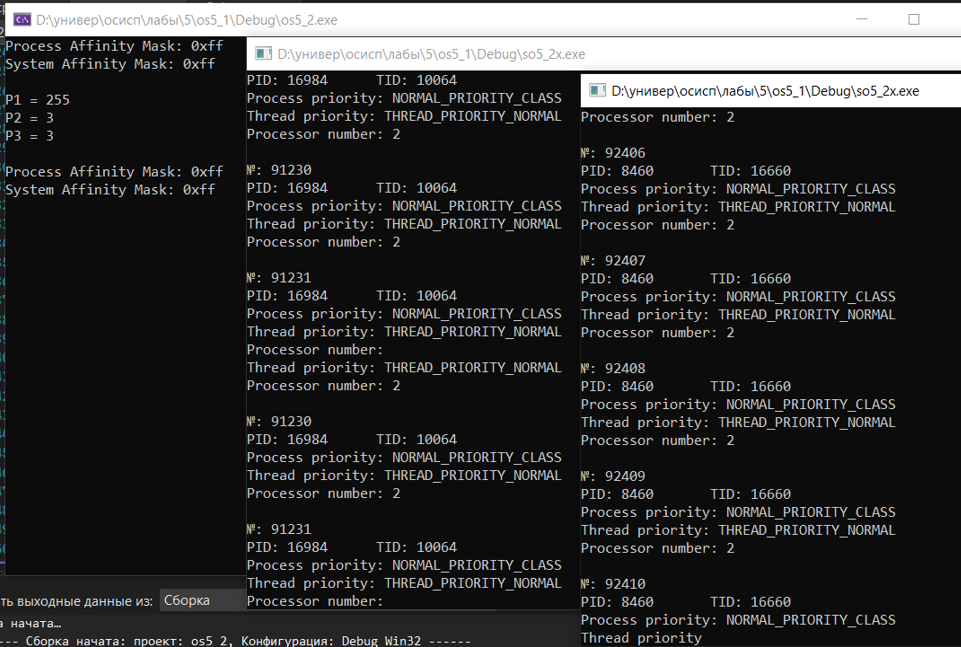 D:\универ\осисп\лабы\5\os5_1\Debug\os5_2.exe
Process Affinity Mask: 0xff
System Affinity Mask: 0xff
P1 = 255
P2 = 3
P3 = 3
Process Affinity Mask: 0xff
System Affinity Mask: 0xff
D:\универ\осисп\лабы\5\os5_1\Debug\so5_2x.exe
PID: 16984 TID: 10064
Process priority: NORMAL_PRIORITY_CLASS
Thread priority: THREAD_PRIORITY_NORMAL
Processor number: 2
№: 91230
PID: 16984 TID: 10064
Process priority: NORMAL_PRIORITY_CLASS
Thread priority: THREAD_PRIORITY_NORMAL
Processor number: 2
№: 91231
PID: 16984 TID: 10064
Process priority: NORMAL_PRIORITY_CLASS
Thread priority: THREAD_PRIORITY_NORMAL
Processor number:
Thread priority: THREAD_PRIORITY_NORMAL
Processor number: 2
№: 91230
PID: 16984 TID: 10064
Process priority: NORMAL_PRIORITY_CLASS
Thread priority: THREAD_PRIORITY_NORMAL
Processor number: 2
№: 91231
PID: 16984 TID: 10064
Process priority: NORMAL_PRIORITY_CLASS
Thread priority: THREAD_PRIORITY_NORMAL
Processor number:
D:\универ\осисп\лабы\5\os5_1\Debug\so5_2x.exe
Processor number: 2
№: 92406
PID: 8460 TID: 16660
Process priority: NORMAL_PRIORITY_CLASS
Thread priority: THREAD_PRIORITY_NORMAL
Processor number: 2
№: 92407
PID: 8460 TID: 16660
Process priority: NORMAL_PRIORITY_CLASS
Thread priority: THREAD_PRIORITY_NORMAL
Processor number: 2
№: 92408
PID: 8460 TID: 16660
Process priority: NORMAL_PRIORITY_CLASS
Thread priority: THREAD_PRIORITY_NORMAL
Processor number: 2
№: 92409
PID: 8460 TID: 16660
Process priority: NORMAL_PRIORITY_CLASS
Thread priority: THREAD_PRIORITY_NORMAL
Processor number: 2
№: 92410
PID: 8460 TID: 16660
Process priority: NORMAL_PRIORITY_CLASS
Thread priority
ть выходные данные из: Сборка
а начата…
--- Сборка начата: проект: os5_2, Конфигурация: Debug Win32 ------